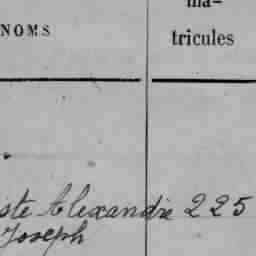 ma-
NOMS
tricules
ste Alexandre 225
Joseph